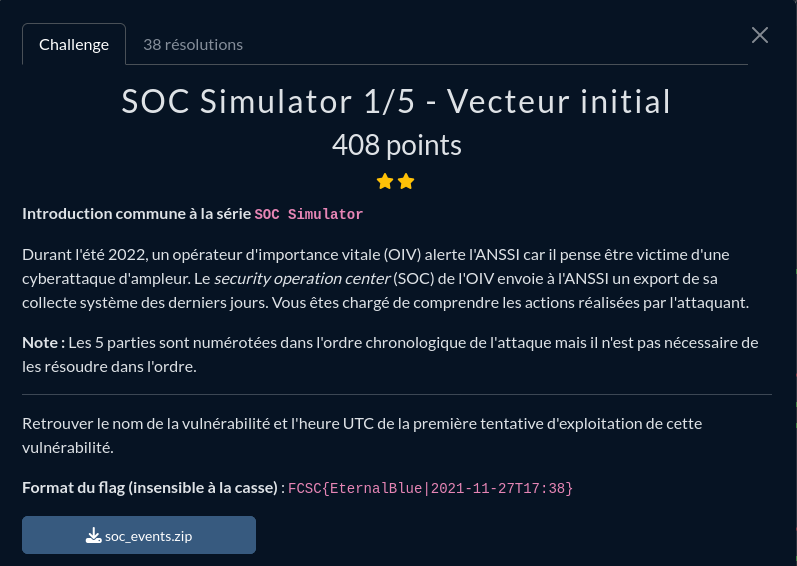 Challenge
38 résolutions
SOC Simulator 1/5 - Vecteur initial
408 points
Introduction commune à la série SOC Simulator
Durant l'été 2022, un opérateur d'importance vitale (OIV) alerte l'ANSSI car il pense être victime d'une
cyberattaque d'ampleur. Le security operation center (SOC) de l'OIV envoie à l'ANSSI un export de sa
collecte système des derniers jours. Vous êtes chargé de comprendre les actions réalisées par l'attaquant.
Note : Les 5 parties sont numérotées dans l'ordre chronologique de l'attaque mais il n'est pas nécessaire de
les résoudre dans l'ordre.
Retrouver le nom de la vulnérabilité et l'heure UTC de la première tentative d'exploitation de cette
vulnérabilité.
Format du flag (insensible à la casse) : FCSC{EternalBlue|2021-11-27T17:38}
soc_events.zip